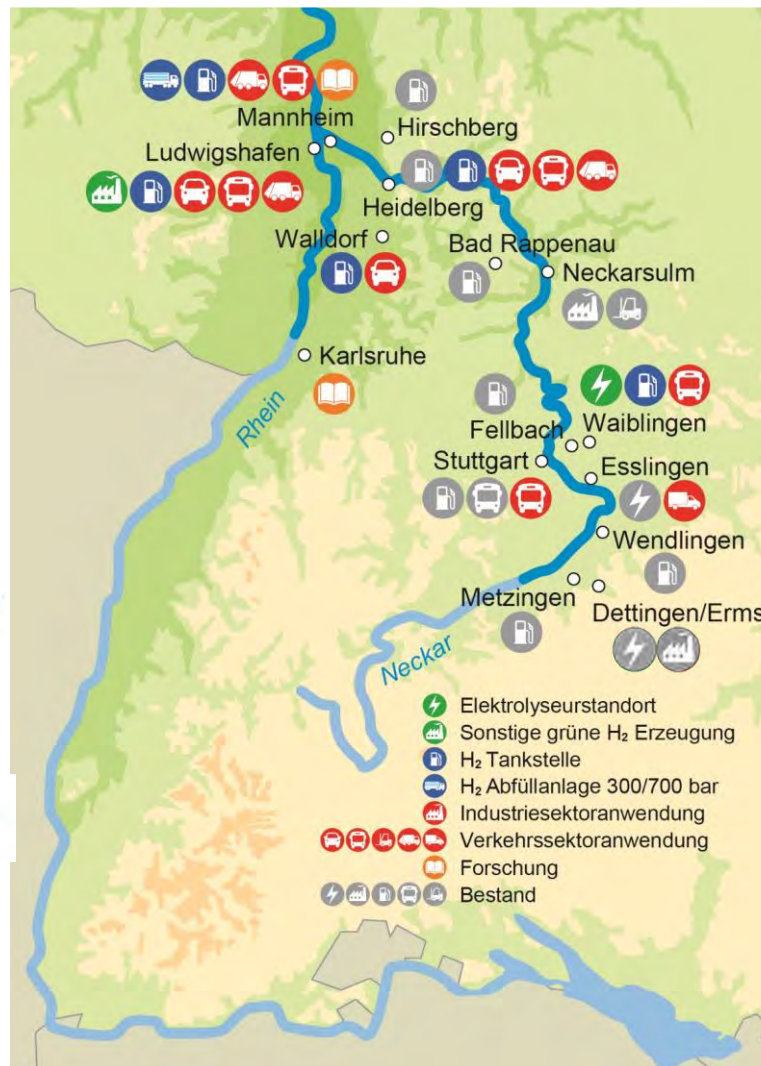 Mannheim
Hirschberg
Ludwigshafen
Heidelberg
Walldorf
Bad Rappenau
Neckarsulm
Karlsruhe
Rhein
Fellbach
Waiblingen
Stuttgart
Esslingen
Wendlingen
Metzingen
Dettingen/Erms
Neckar
Elektrolyseurstandort
Sonstige grüne H₂ Erzeugung
H₂ Tankstelle
H₂ Abfüllanlage 300/700 bar
Industriesektoranwendung
Verkehrssektoranwendung
Forschung
Bestand